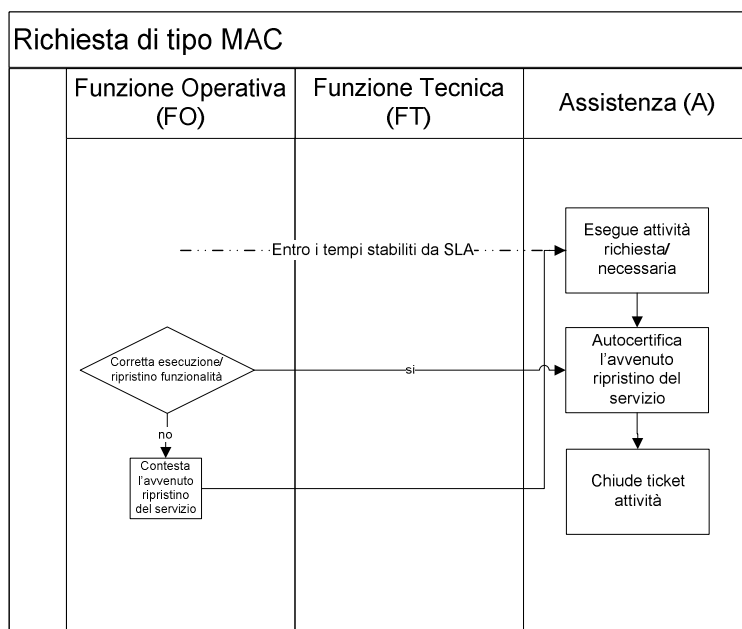 Richiesta di tipo MAC
Funzione Operativa
(FO)
Funzione Tecnica
(FT)
Assistenza (A)
Esegue attività
richiesta/
necessaria
Entro i tempi stabiliti da SLA
Corretta esecuzione/
ripristino funzionalità
si
Autocertifica
l'avvenuto
ripristino del
servizio
no
Contesta
l'avvenuto
ripristino
del servizio
Chiude ticket
attività